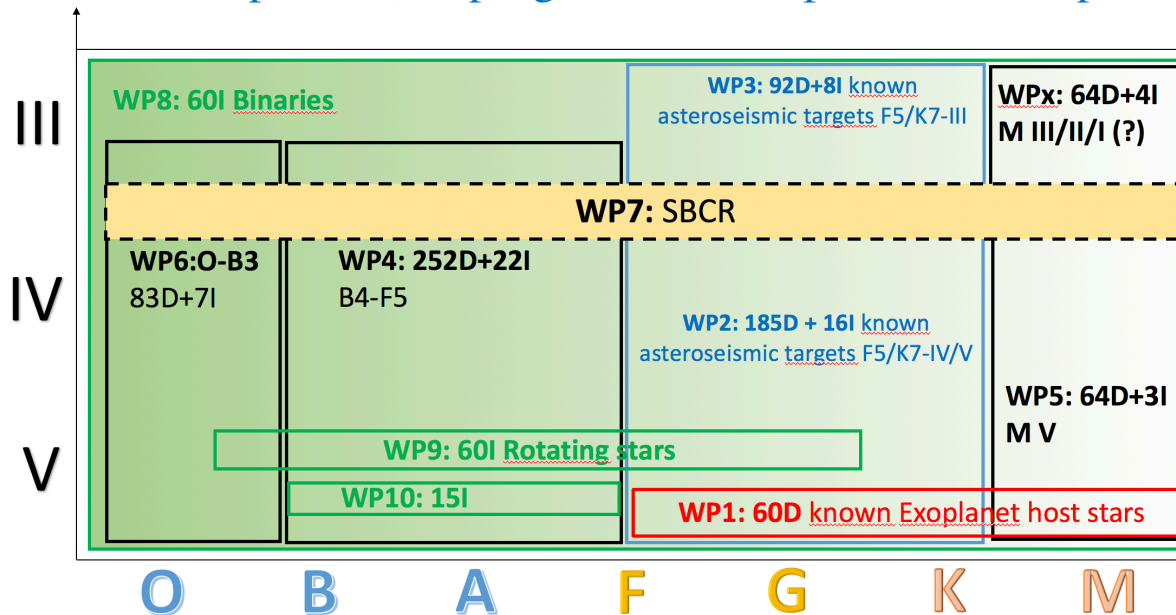 III
WP8: 60I Binaries
WP3: 92D+8I known
asteroseismic targets F5/K7-III
WPx: 64D+4I
M III/II/I (?)
WP7: SBCR
IV
WP6:O-B3
83D+7I
WP4: 252D+22I
B4-F5
WP2: 185D + 16I known
asteroseismic targets F5/K7-IV/V
WP5: 64D+3I
M V
V
WP9: 60I Rotating stars
WP10: 15I
WP1: 60D known Exoplanet host stars
O B A F G K M